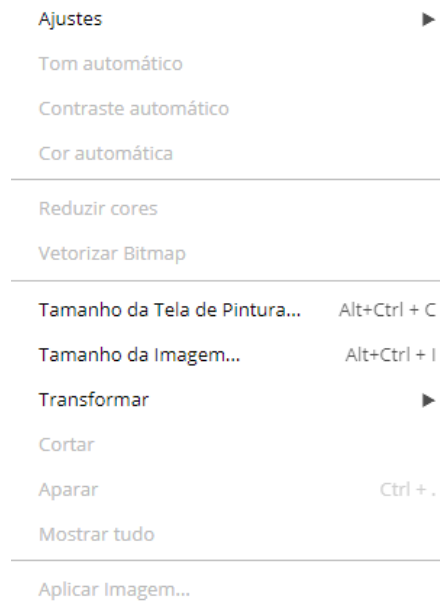 Ajustes
Tom automático
Contraste automático
Cor automática
Reduzir cores
Vetorizar Bitmap
Tamanho da Tela de Pintura... Alt+Ctrl + C
Tamanho da Imagem... Alt+Ctrl + I
Transformar
Cortar
Aparar Ctrl + .
Mostrar tudo
Aplicar Imagem...